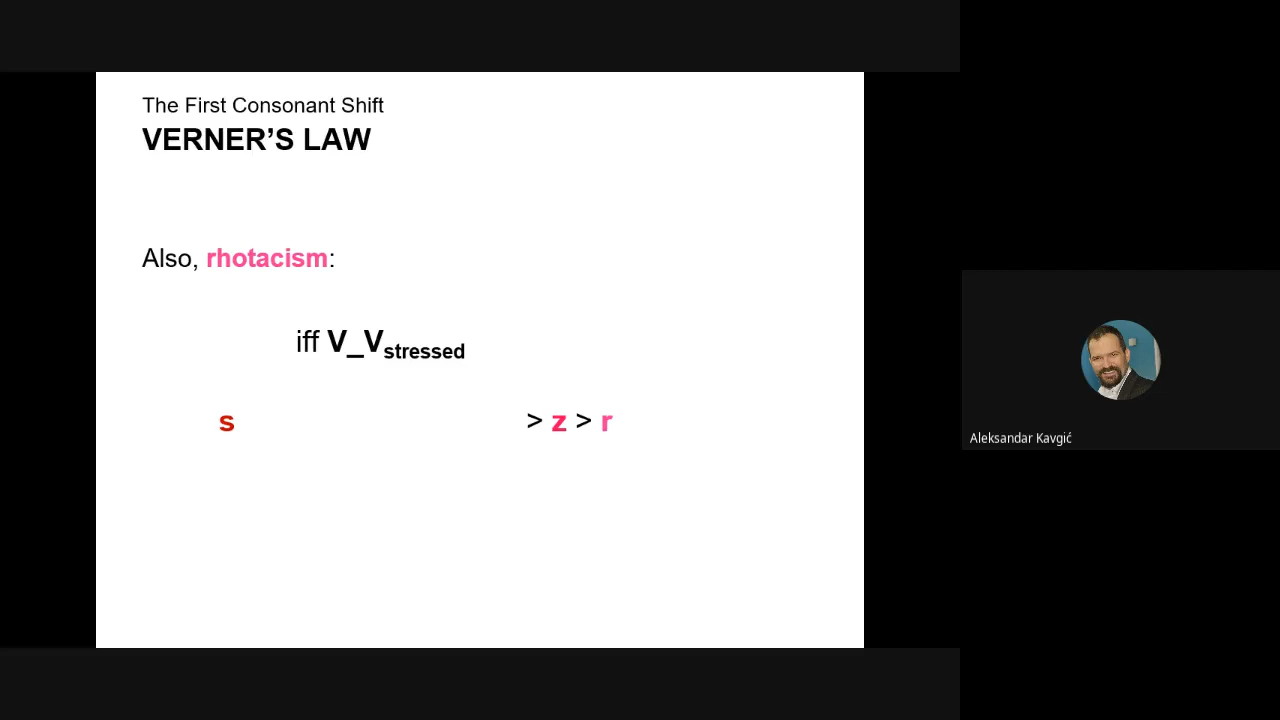 The First Consonant Shift
VERNER’S LAW
Also, rhotacism:
iff V_Vstressed
s > z > r
Aleksandar Kavgić